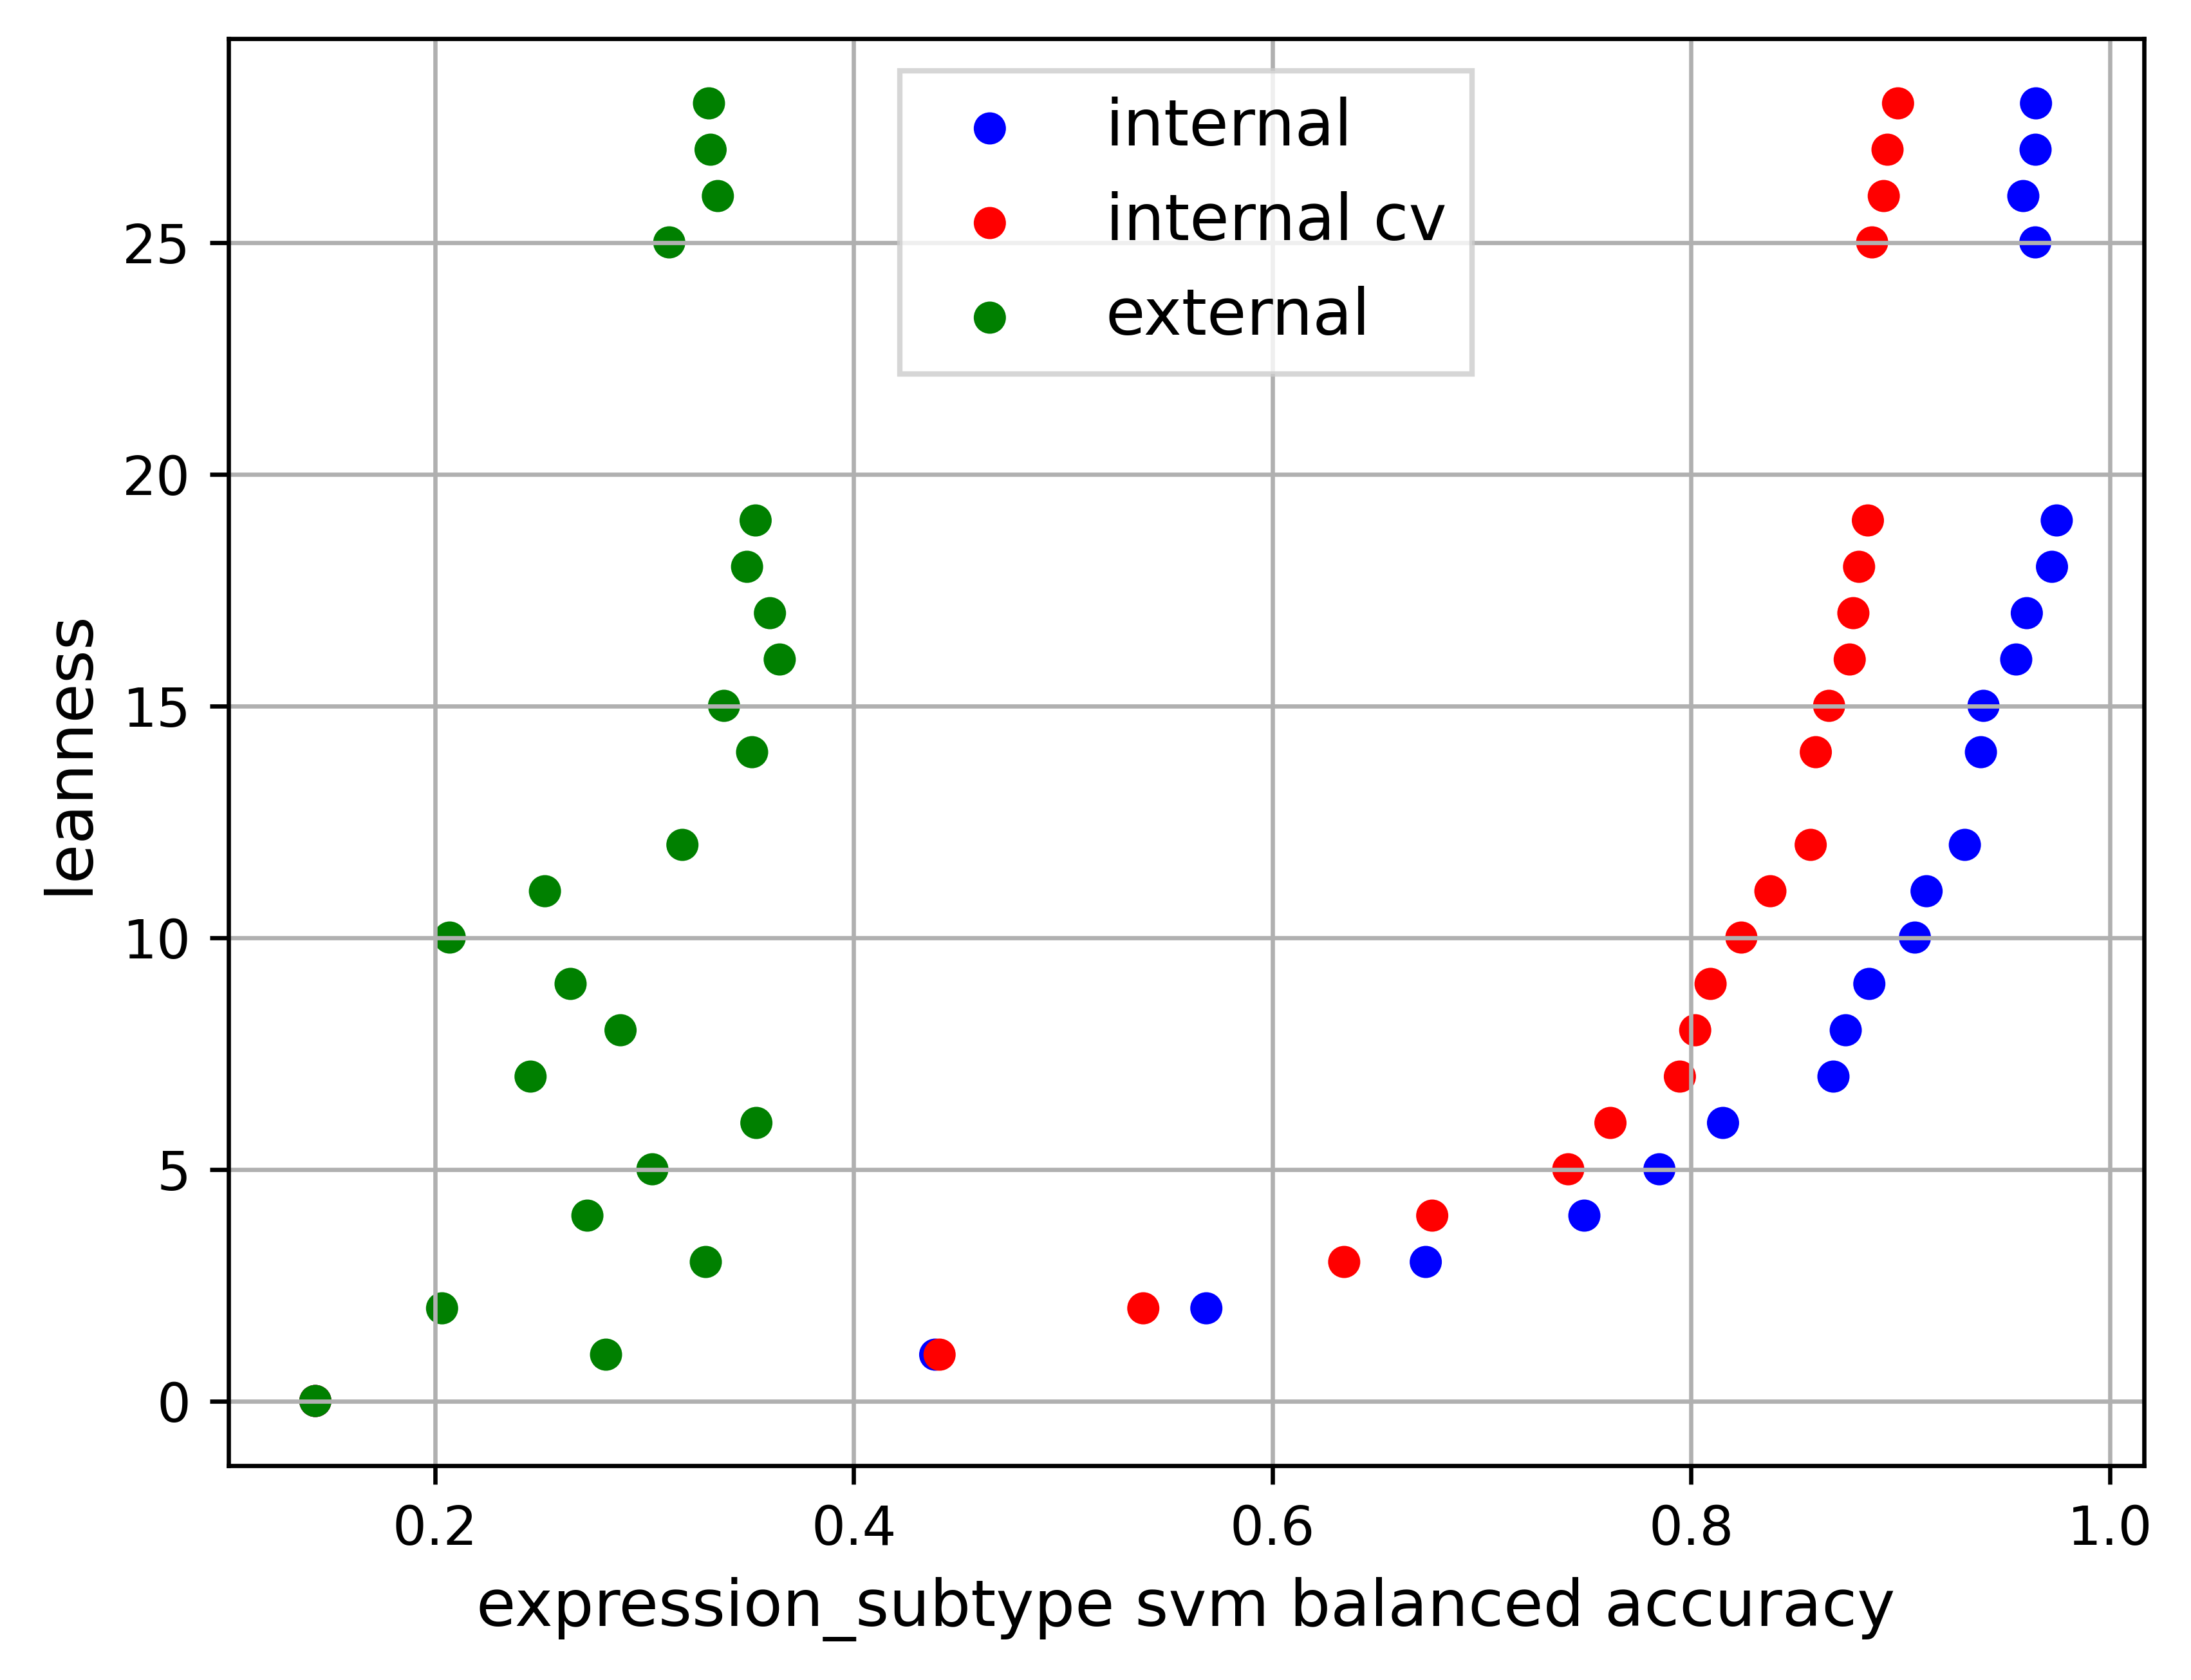 internal
internal cv
external
25
20
15
10
5
0
leanness
0.2 0.4 0.6 0.8 1.0
expression_subtype svm balanced accuracy